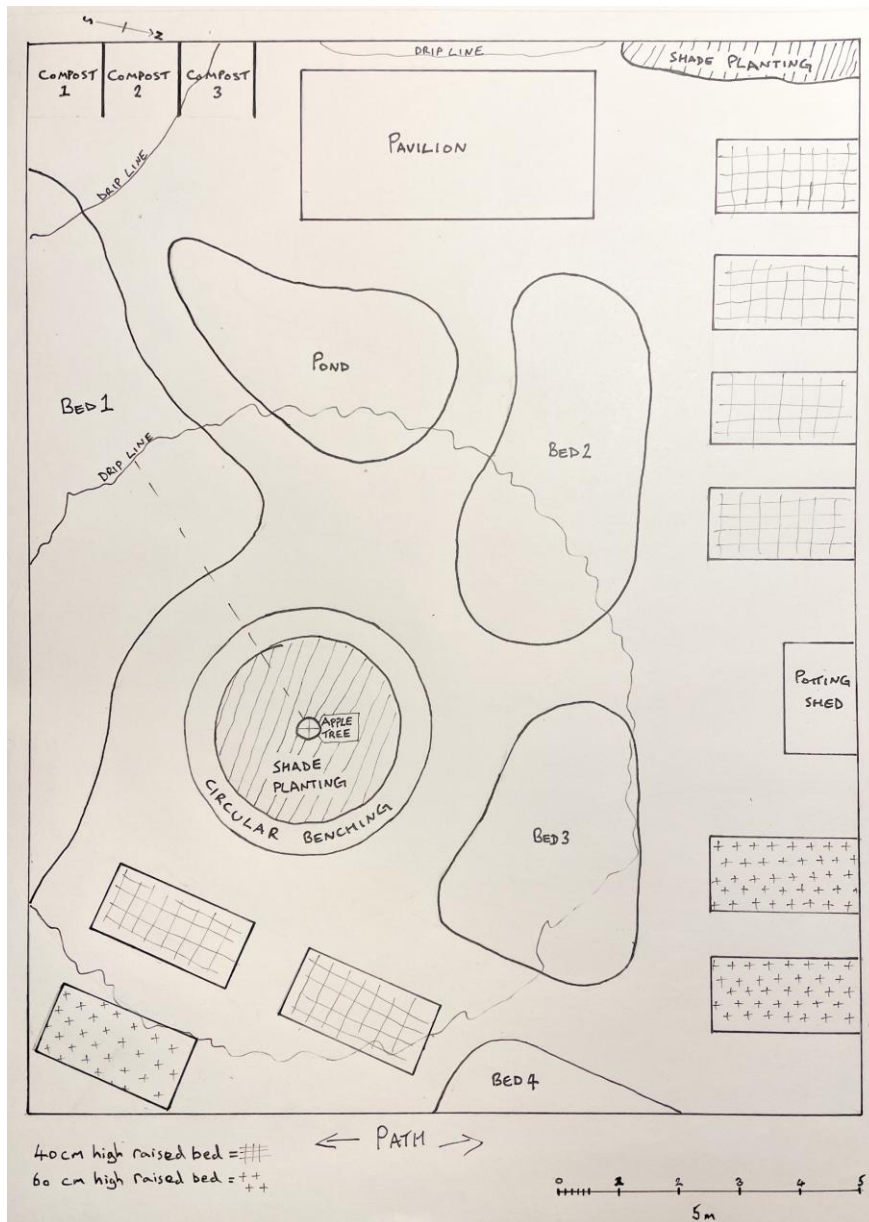 S N
COMPOST 1
COMPOST 2
COMPOST 3
DRIP LINE
SHADE PLANTING
PAVILION
DRIP LINE
POND
BED 1
BED 2
DRIP LINE
APPLE
TREE
SHADE
PLANTING
CIRCULAR BENCHING
POTTING
SHED
BED 3
BED 4
← PATH →
40 cm high raised bed =
60 cm high raised bed =
0 1 2 3 4 5
5m